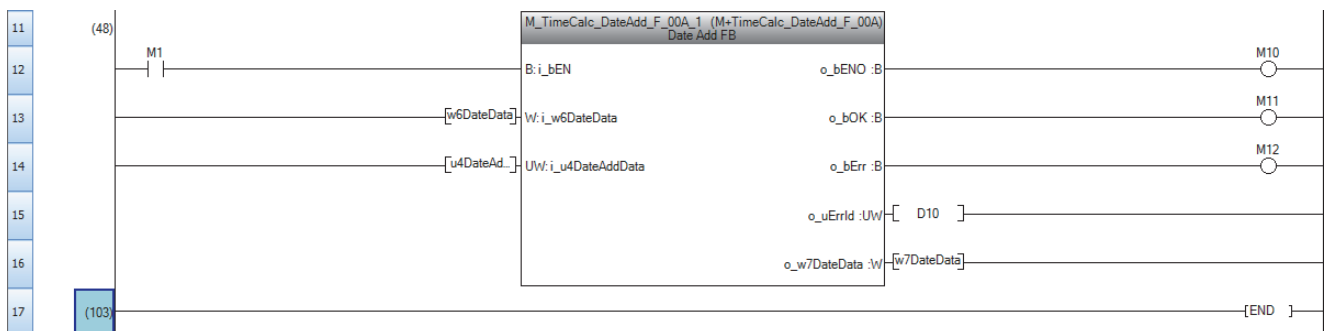 11 (48) M_TimeCalc_DateAdd_F_00A_1 (M+TimeCalc_DateAdd_F_00A)
Date Add FB
M1 M10
12 B: i_bEN o_bENO :B
M11
13 [w6DateData] W: i_w6DateData o_bOK :B
M12
14 [u4DateAd...] UW: i_u4DateAddData o_bErr :B
15 o_uErrId :UW [ D10 ]
16 o_w7DateData :W [w7DateData]
17 (103) [END ]